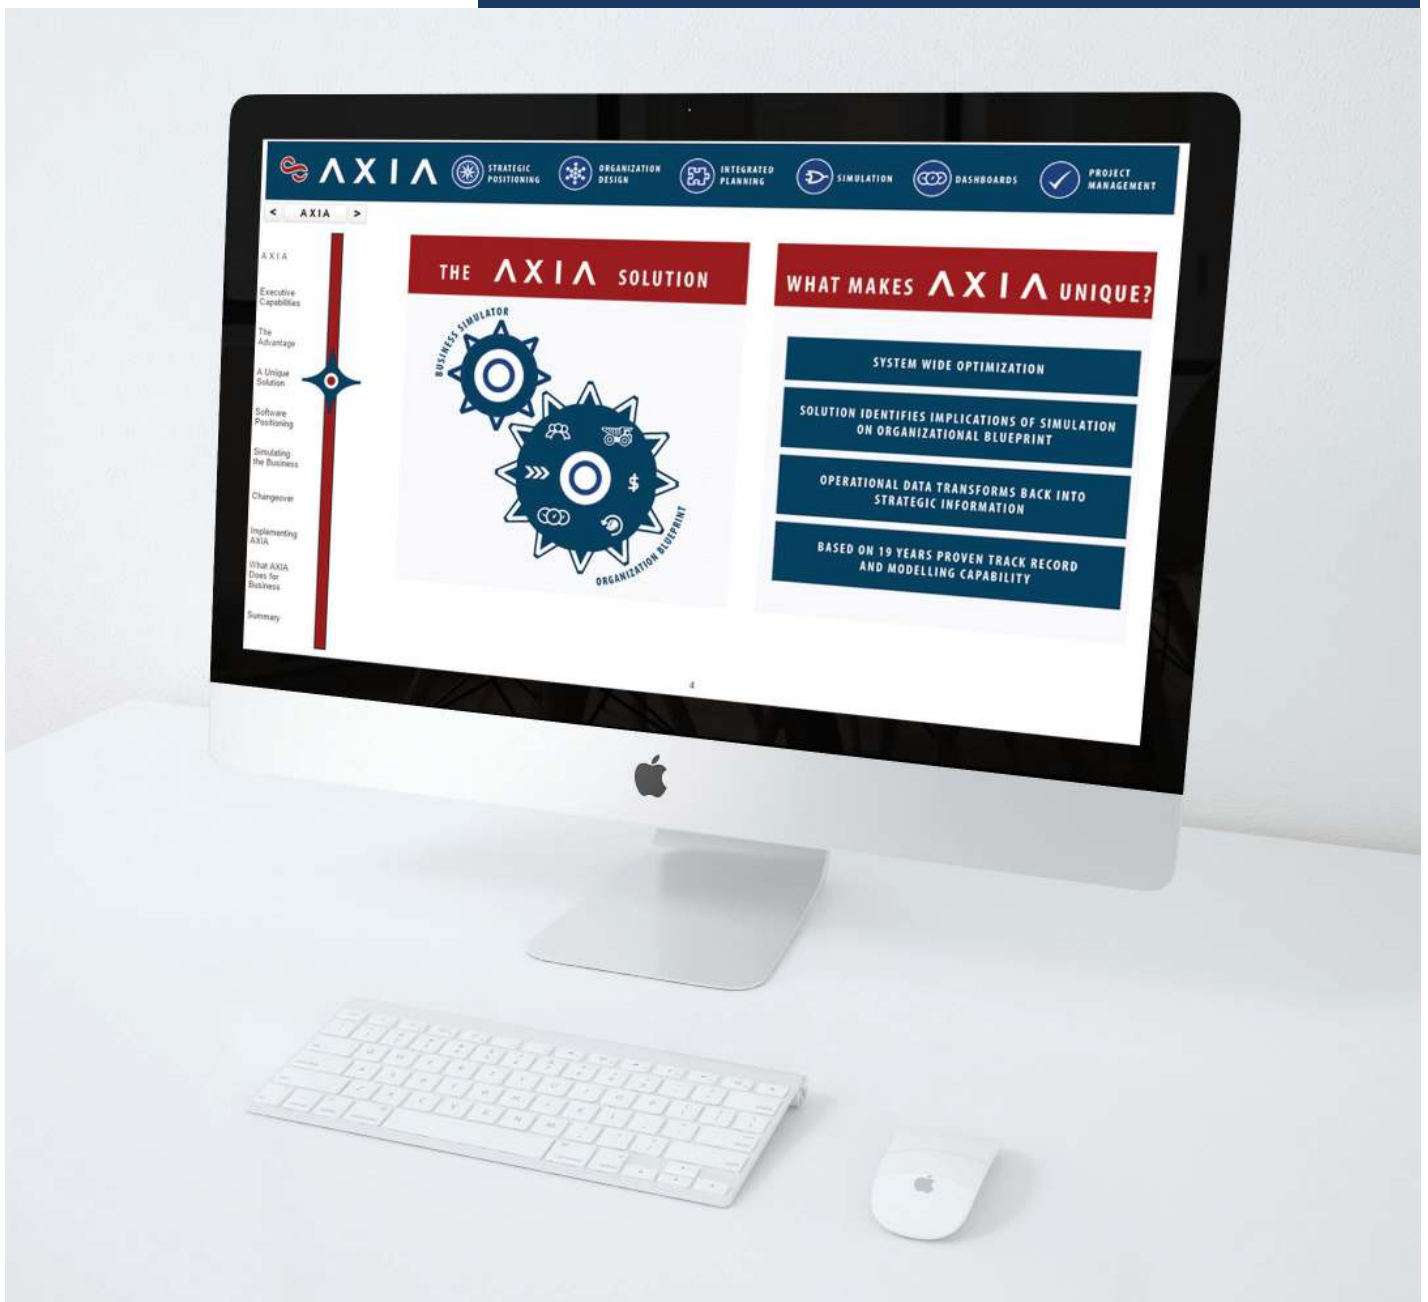 AXIA
STRATEGIC
POSITIONING
ORGANIZATION
DESIGN
INTEGRATED
PLANNING
SIMULATION
DASHBOARDS
PROJECT
MANAGEMENT
< AXIA >
AXIA
Executive
Capabilities
The
Advantage
A Unique
Solution
Software
Positioning
Simulating
the Business
Changeover
Implementing
AXIA
What AXIA
Does for
Business
Summary
THE AXIA SOLUTION
BUSINESS SIMULATOR
$
ORGANIZATION BLUEPRINT
WHAT MAKES AXIA UNIQUE?
SYSTEM WIDE OPTIMIZATION
SOLUTION IDENTIFIES IMPLICATIONS OF SIMULATION
ON ORGANIZATIONAL BLUEPRINT
OPERATIONAL DATA TRANSFORMS BACK INTO
STRATEGIC INFORMATION
BASED ON 19 YEARS PROVEN TRACK RECORD
AND MODELLING CAPABILITY
4